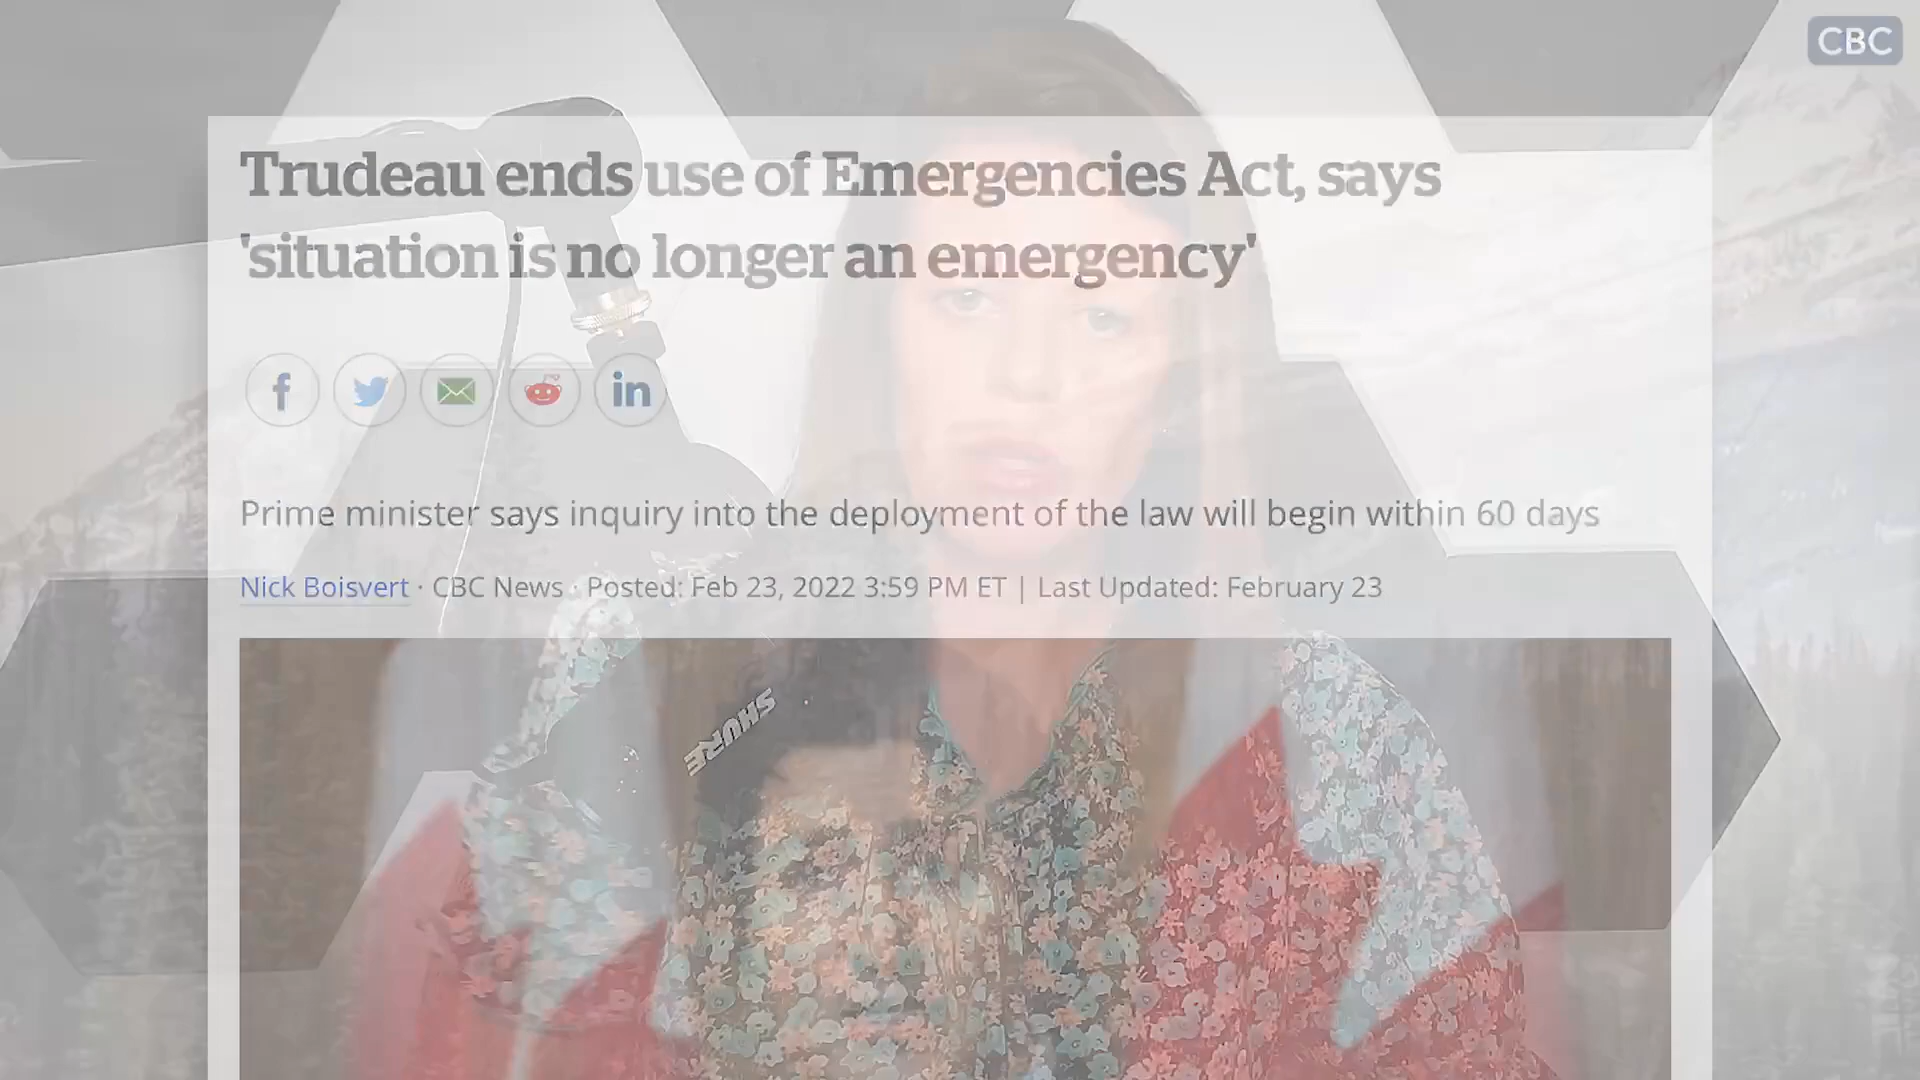 CBC
Trudeau ends use of Emergencies Act, says
'situation is no longer an emergency'
Prime minister says inquiry into the deployment of the law will begin within 60 days
Nick Boisvert · CBC News · Posted: Feb 23, 2022 3:59 PM ET | Last Updated: February 23
SHURE